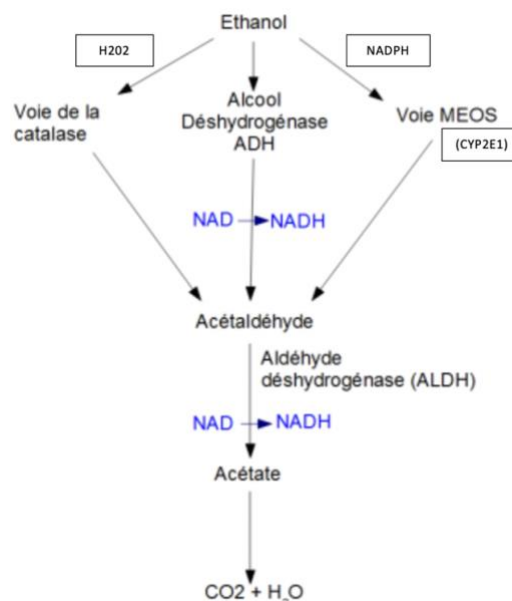 Ethanol
H202
NADPH
Voie de la
catalase
Alcool
Déshydrogénase
ADH
Voie MEOS
(CYP2E1)
NAD
NADH
Acétaldéhyde
Aldéhyde
déshydrogénase (ALDH)
NAD
NADH
Acétate
CO2 + H₂O